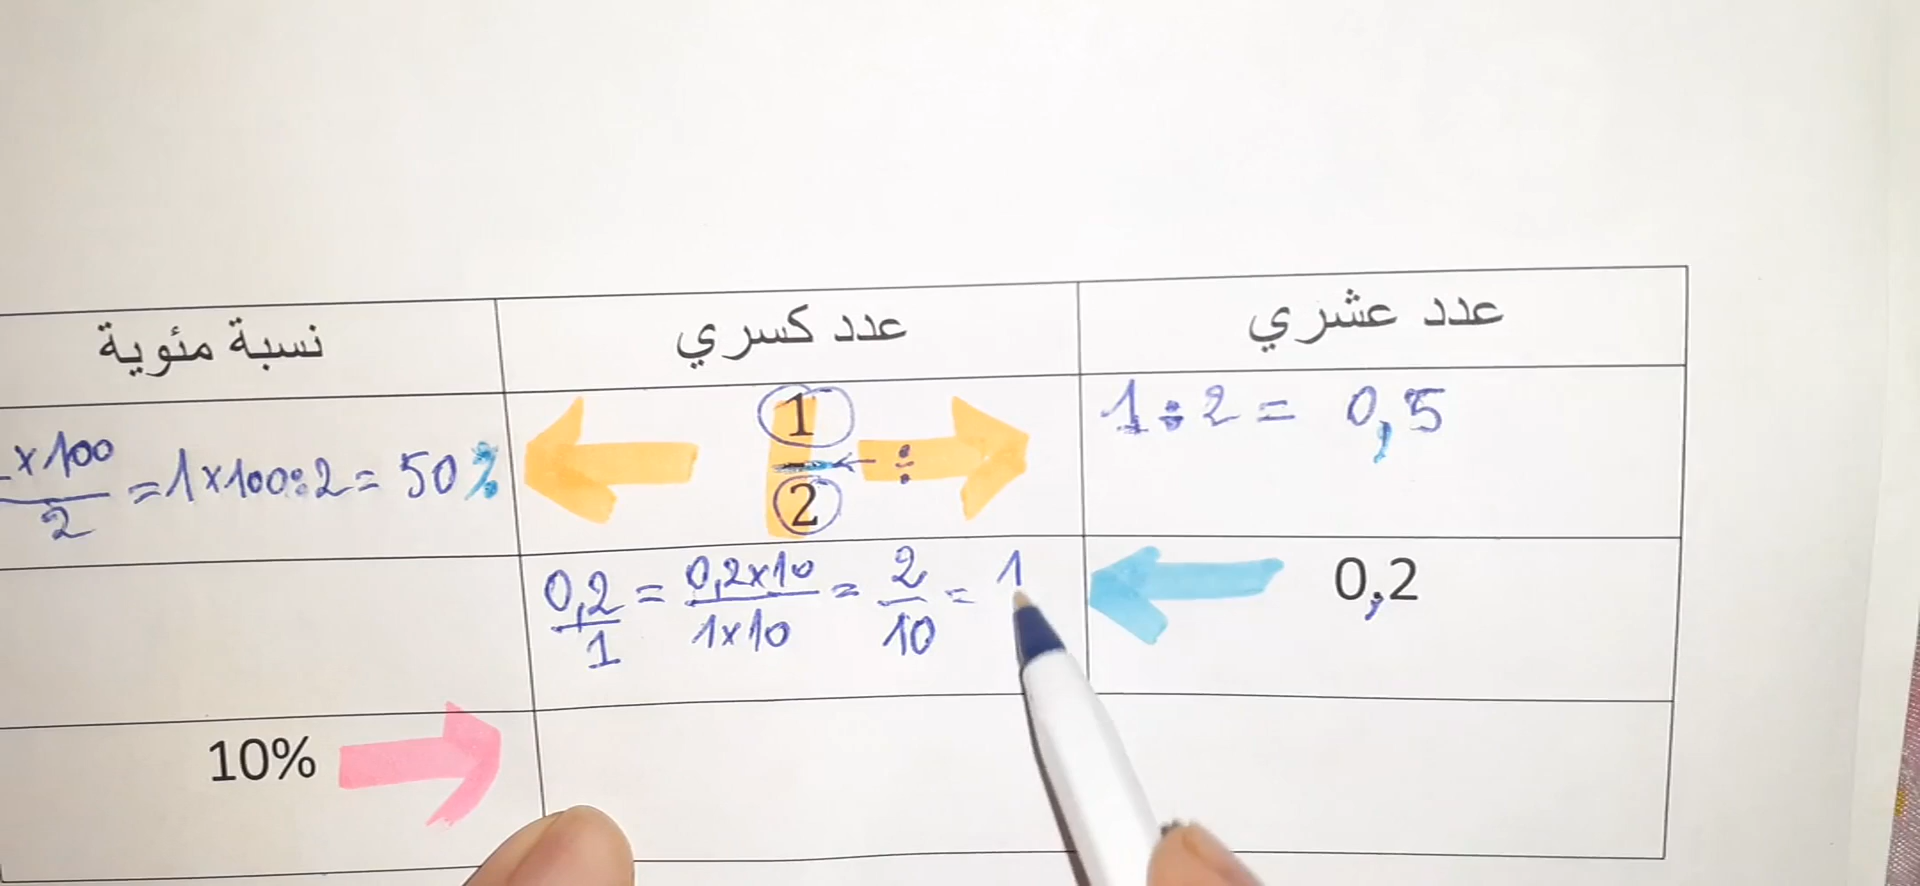 عدد عشري عدد كسري نسبة مئوية
1 ÷ 2 = 0,5
1 ← ÷
2
x100 = 1x100:2 = 50%
2
0,2
0,2 = 0,2x10 = 2 = 1
1 1x10 10
10%